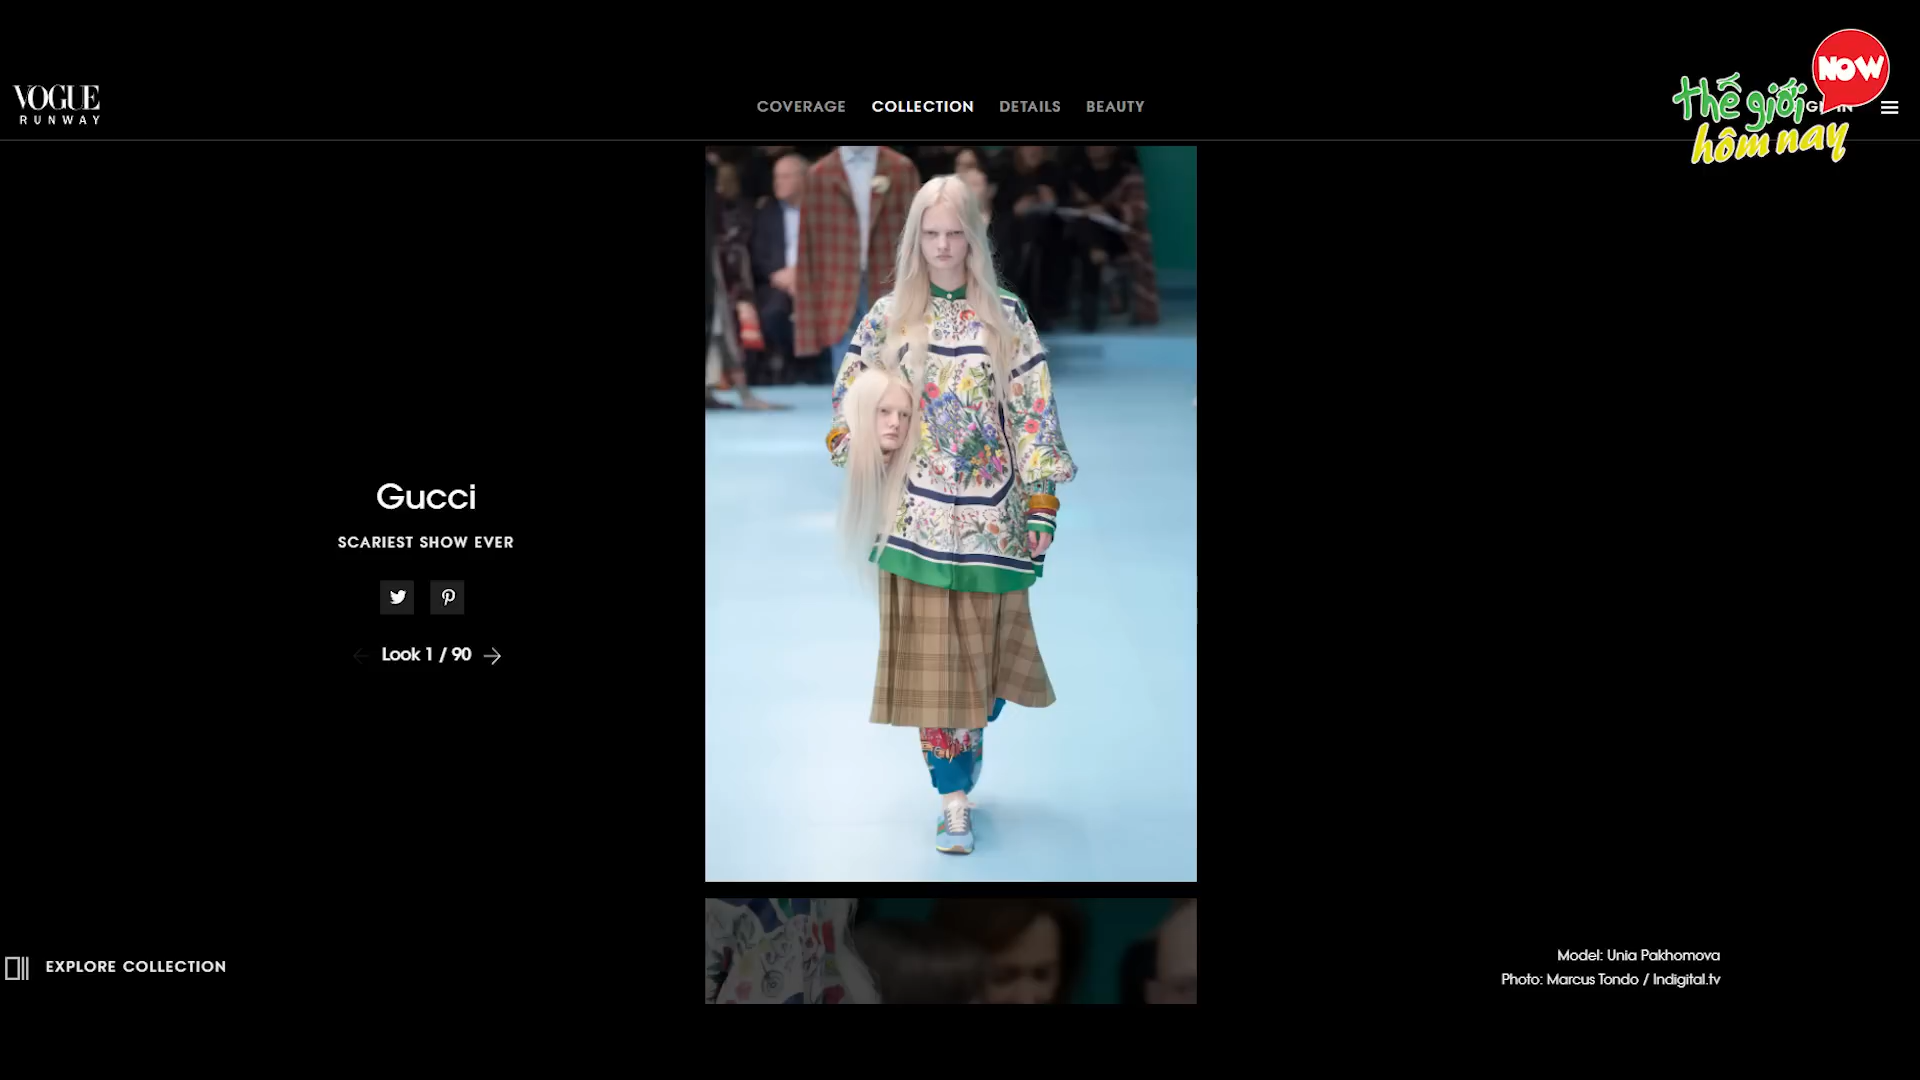 VOGUE
RUNWAY
COVERAGE COLLECTION DETAILS BEAUTY
NOW
thế giới
hôm nay
Gucci
SCARIEST SHOW EVER
Look 1 / 90
EXPLORE COLLECTION
Model: Unia Pakhomova
Photo: Marcus Tondo / Indigital.tv